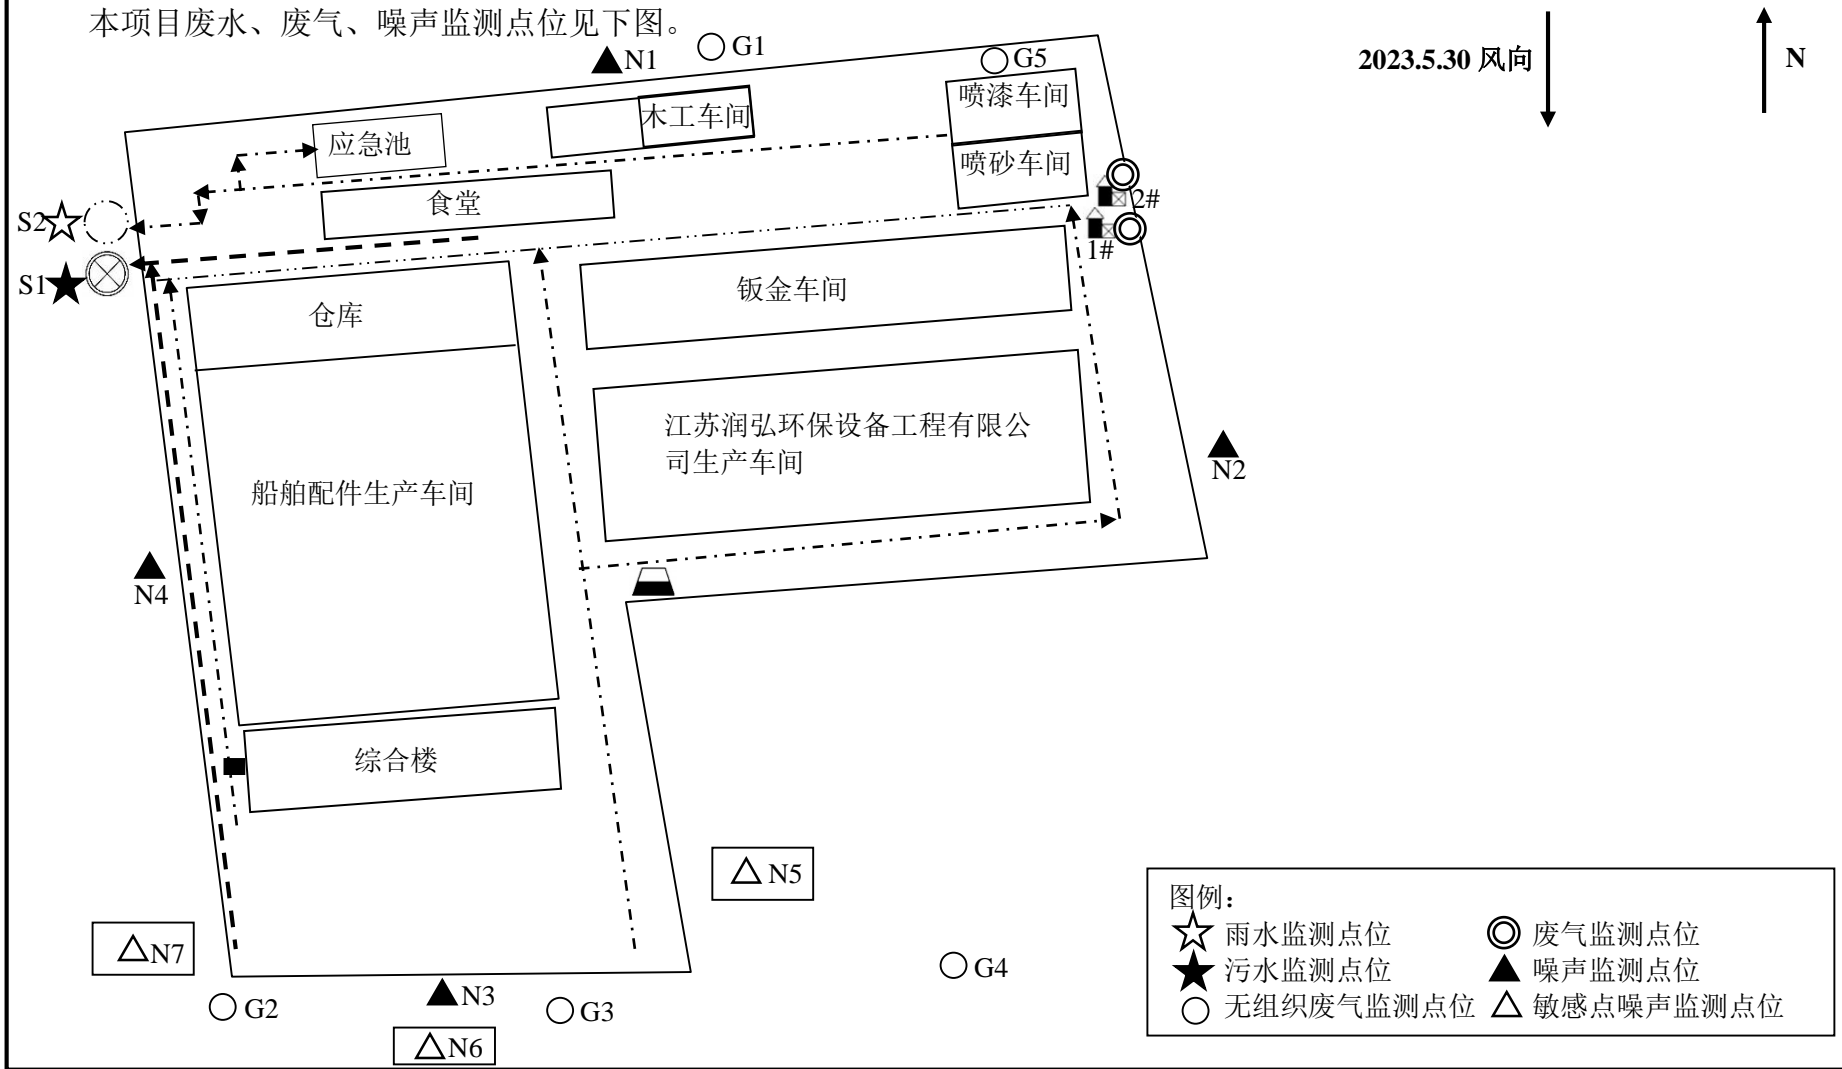 本项目废水、废气、噪声监测点位见下图。
N1
G1
G5
2023.5.30 风向
N
喷漆车间
木工车间
应急池
喷砂车间
2#
食堂
S2
1#
S1
钣金车间
仓库
江苏润弘环保设备工程有限公
司生产车间
N2
船舶配件生产车间
N4
综合楼
N5
N7
G4
G2
N3
G3
N6
图例：
雨水监测点位
废气监测点位
污水监测点位
噪声监测点位
无组织废气监测点位
敏感点噪声监测点位